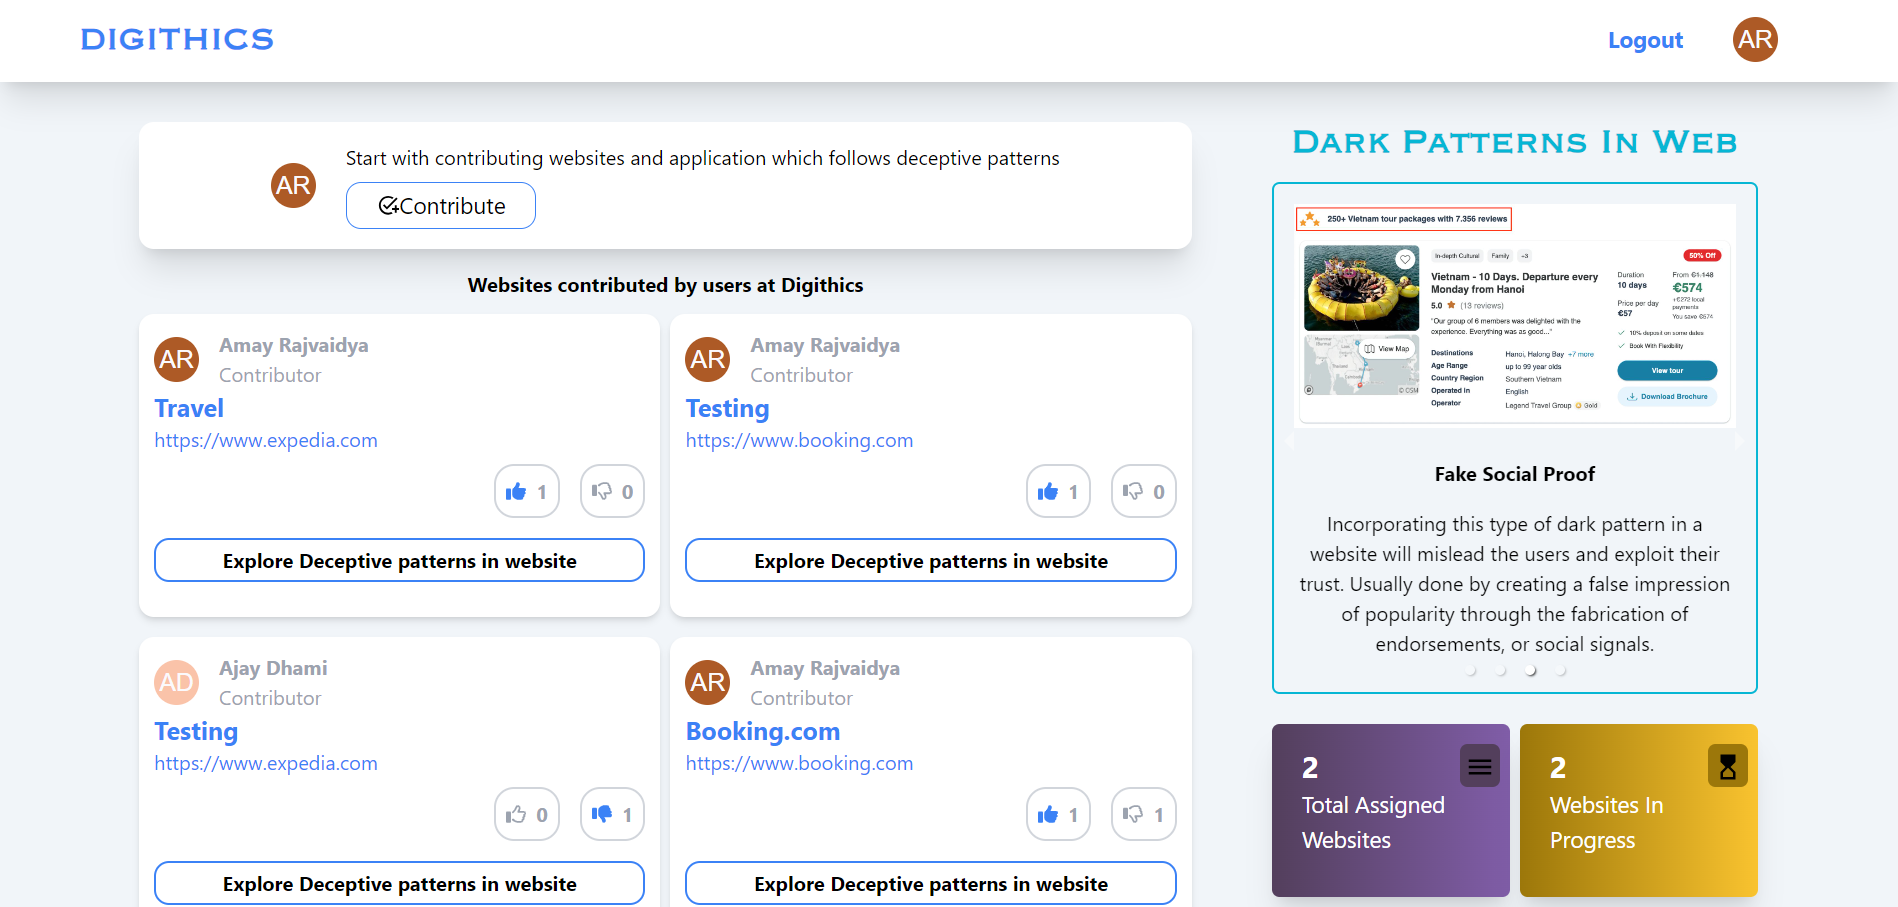 DIGITHICS
Logout
AR
AR
Start with contributing websites and application which follows deceptive patterns
Contribute
Websites contributed by users at Digithics
AR
Amay Rajvaidya
Contributor
Travel
https://www.expedia.com
1
0
Explore Deceptive patterns in website
AR
Amay Rajvaidya
Contributor
Testing
https://www.booking.com
1
0
Explore Deceptive patterns in website
AD
Ajay Dhami
Contributor
Testing
https://www.expedia.com
0
1
Explore Deceptive patterns in website
AR
Amay Rajvaidya
Contributor
Booking.com
https://www.booking.com
1
1
Explore Deceptive patterns in website
Dark Patterns In Web
250+ Vietnam tour packages with 7.356 reviews
In-depth Cultural
Family
+3
Vietnam - 10 Days. Departure every
Monday from Hanoi
5.0 (13 reviews)
"Our group of 6 members was delighted with the
experience. Everything was as good..."
Destinations Hanoi, Halong Bay +7 more
Age Range up to 99 year olds
Country Region Southern Vietnam
Operated in English
Operator Legend Travel Group Gold
View Map
© OSM
50% Off
Duration
10 days
Price per day
€57
From €1.148
€574
+€272 local
payments
You save €574
10% deposit on some dates
Book With Flexibility
View tour
Download Brochure
Fake Social Proof
Incorporating this type of dark pattern in a
website will mislead the users and exploit their
trust. Usually done by creating a false impression
of popularity through the fabrication of
endorsements, or social signals.
2
Total Assigned
Websites
2
Websites In
Progress